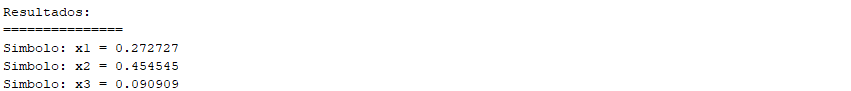 Resultados:
===============
Simbolo: x1 = 0.272727
Simbolo: x2 = 0.454545
Simbolo: x3 = 0.090909